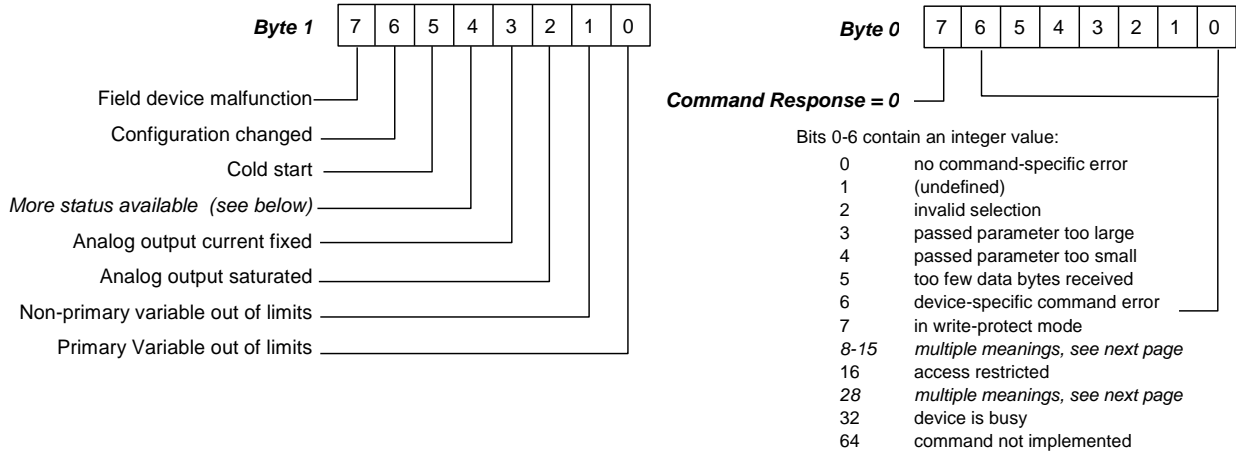 Byte 1 7 6 5 4 3 2 1 0
Field device malfunction
Configuration changed
Cold start
More status available (see below)
Analog output current fixed
Analog output saturated
Non-primary variable out of limits
Primary Variable out of limits
Byte 0 7 6 5 4 3 2 1 0
Command Response = 0
Bits 0-6 contain an integer value:
0 no command-specific error
1 (undefined)
2 invalid selection
3 passed parameter too large
4 passed parameter too small
5 too few data bytes received
6 device-specific command error
7 in write-protect mode
8-15 multiple meanings, see next page
16 access restricted
28 multiple meanings, see next page
32 device is busy
64 command not implemented